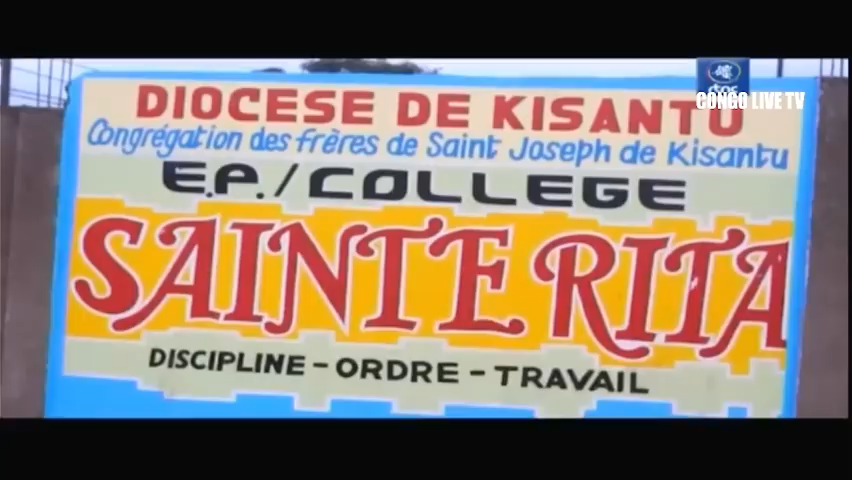 DIOCESE DE KISANTU
Congrégation des frères de Saint Joseph de Kisantu
E.P./COLLEGE
SAINTE RITA
DISCIPLINE - ORDRE - TRAVAIL
CONGO LIVE TV